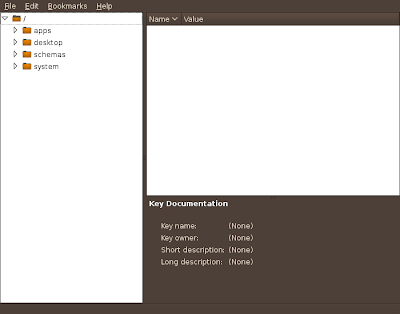 File Edit Bookmarks Help
/
apps
desktop
schemas
system
Name Value
Key Documentation
Key name: (None)
Key owner: (None)
Short description: (None)
Long description: (None)